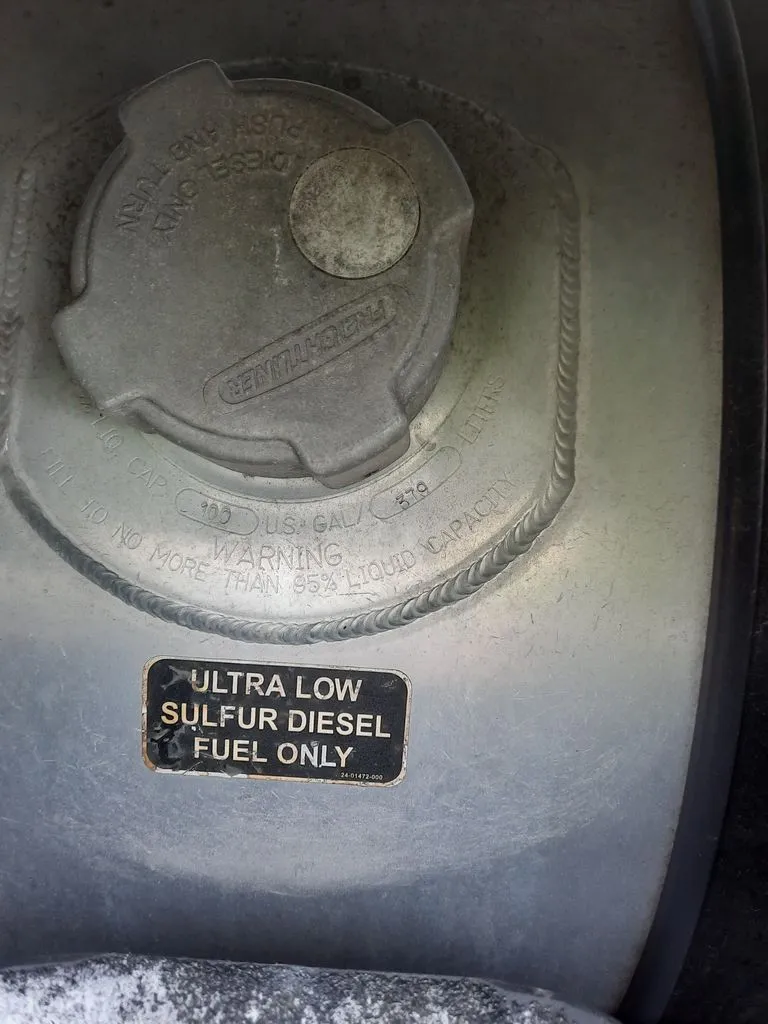 DIESEL ONLY
PUSH AND TURN
FREIGHTLINER
LIQ. CAP. 100 US. GAL/ 379 LITERS
WARNING
FILL TO NO MORE THAN 95% LIQUID CAPACITY
ULTRA LOW
SULFUR DIESEL
FUEL ONLY
24-01472-000